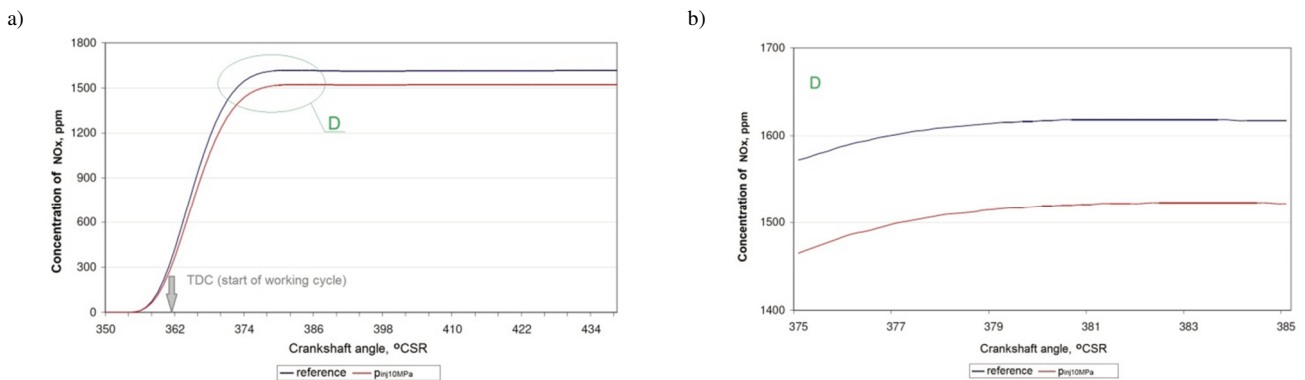 a)
1800
1500
1200
900
600
300
0
Concentration of NOx, ppm
D
TDC (start of working cycle)
350 362 374 386 398 410 422 434
Crankshaft angle, ºCSR
reference pinj10MPa
b)
1700
1600
1500
1400
Concentration of NOx, ppm
D
375 377 379 381 383 385
Crankshaft angle, ºCSR
reference pinj10MPa